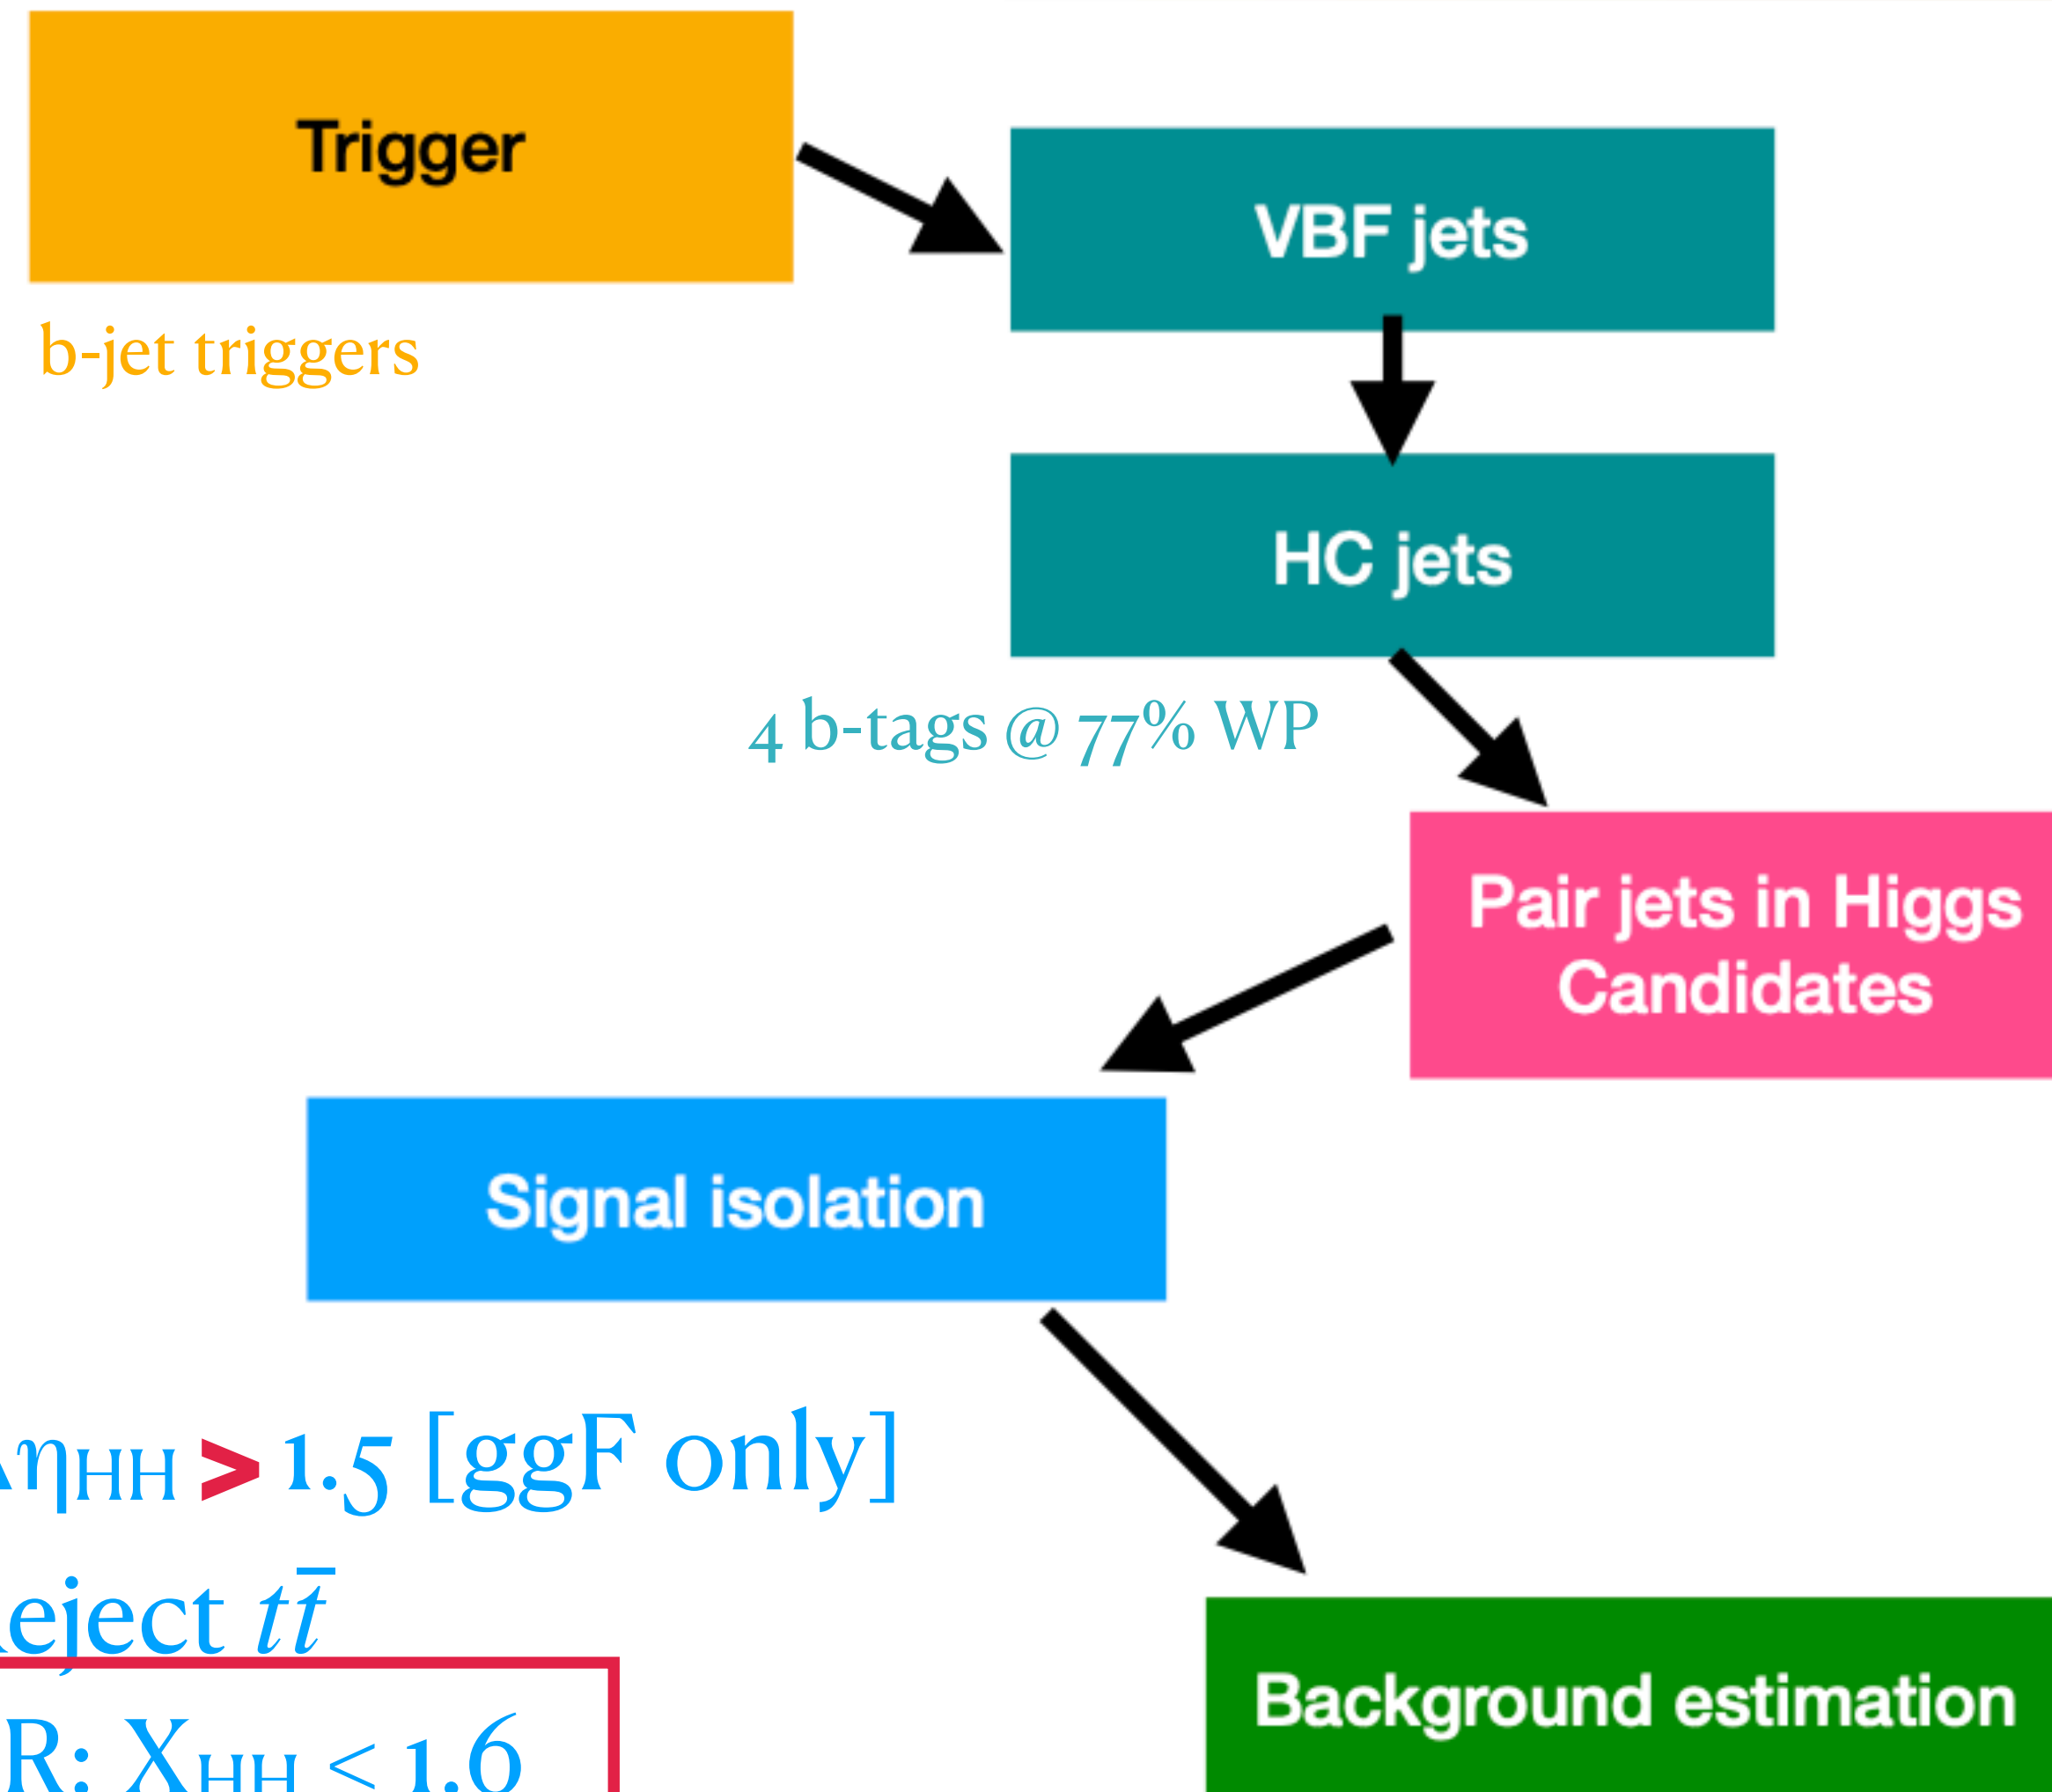 Trigger
b-jet triggers
VBF jets
HC jets
4 b-tags @ 77% WP
Pair jets in Higgs
Candidates
Signal isolation
ηHH > 1.5 [ggF only]
eject tt̄
R: XHH < 1.6
Background estimation